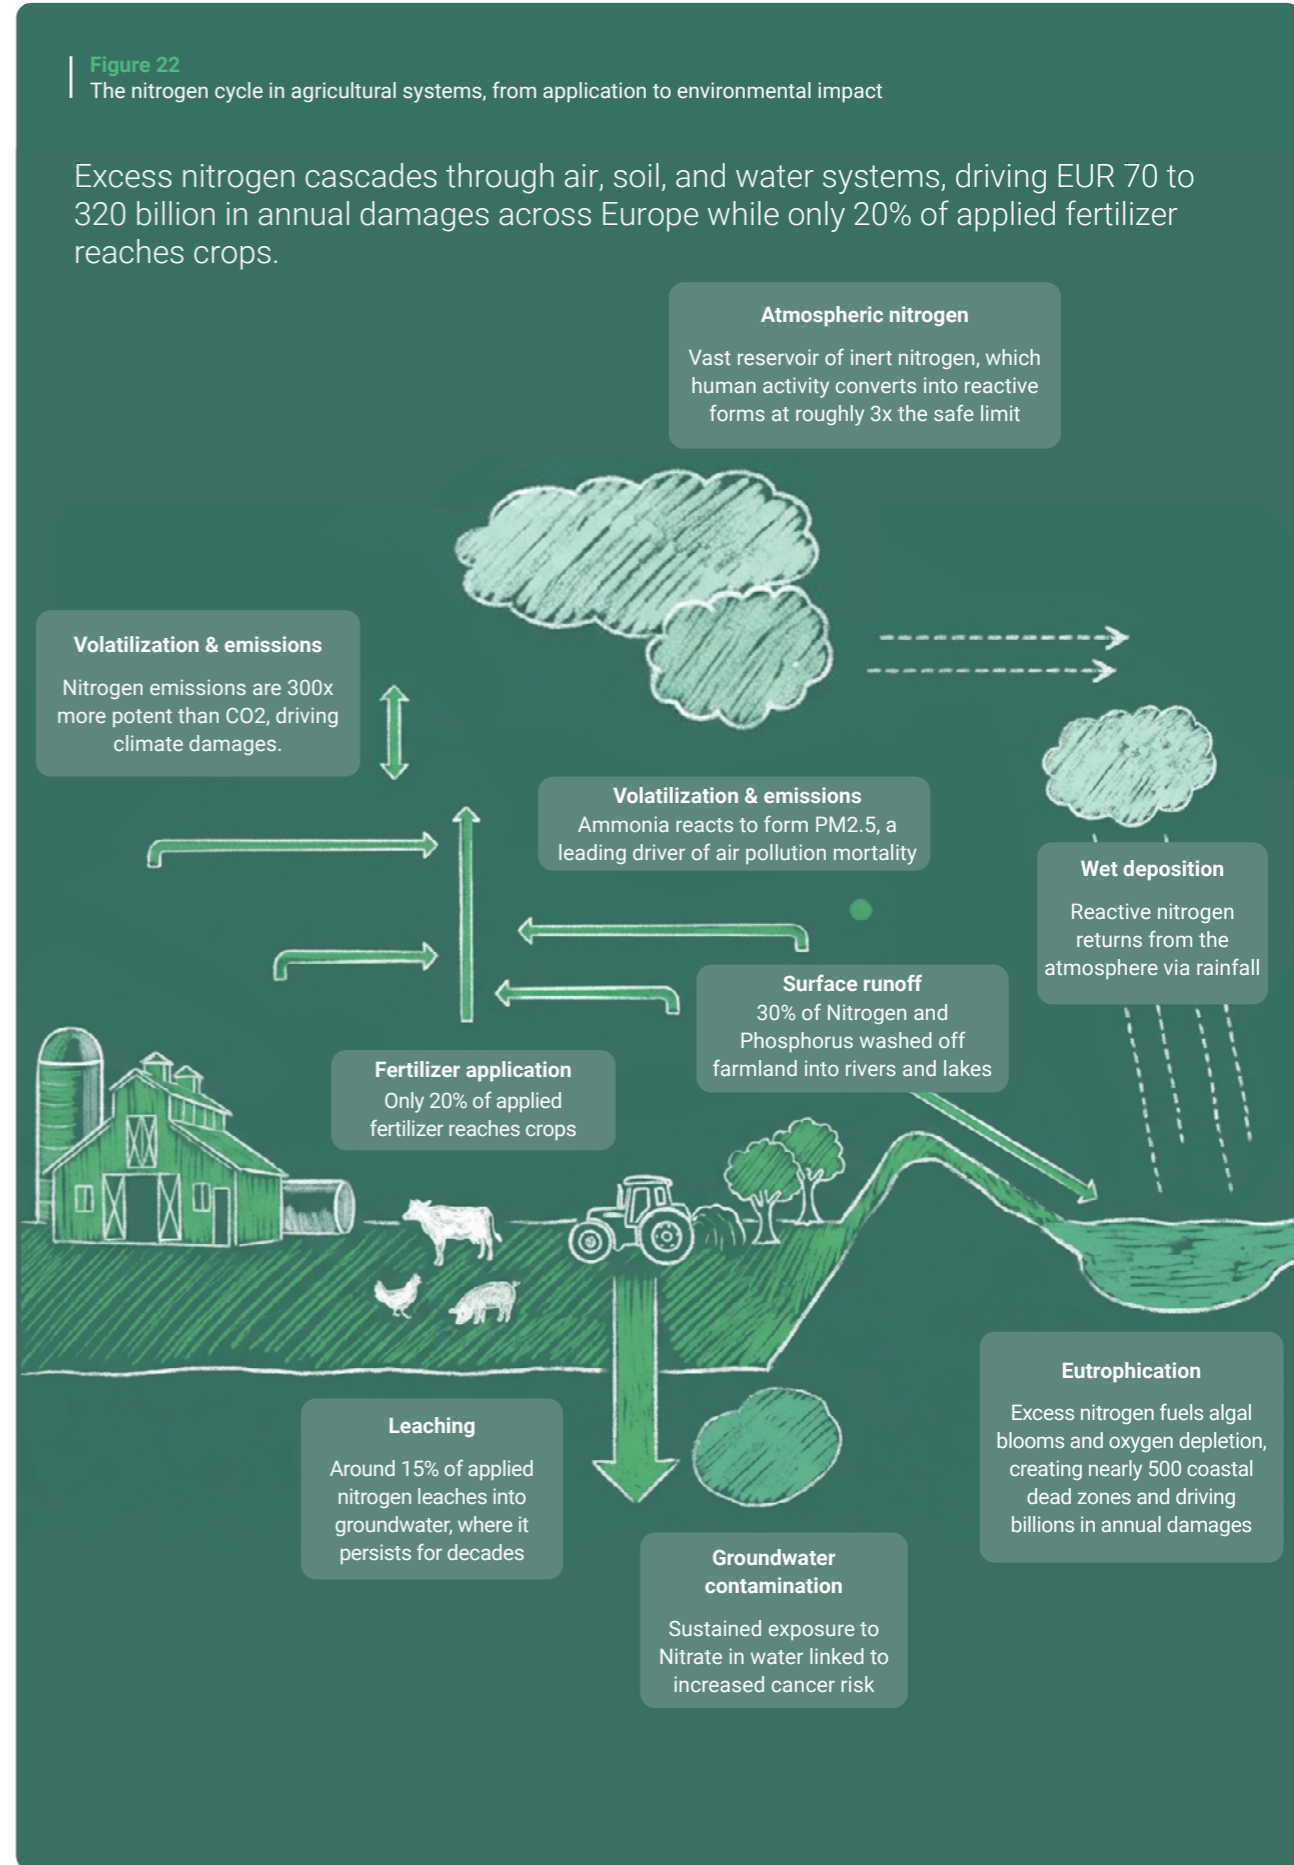 Figure 22
The nitrogen cycle in agricultural systems, from application to environmental impact
Excess nitrogen cascades through air, soil, and water systems, driving EUR 70 to
320 billion in annual damages across Europe while only 20% of applied fertilizer
reaches crops.
Atmospheric nitrogen
Vast reservoir of inert nitrogen, which
human activity converts into reactive
forms at roughly 3x the safe limit
Volatilization & emissions
Nitrogen emissions are 300x
more potent than CO2, driving
climate damages.
Volatilization & emissions
Ammonia reacts to form PM2.5, a
leading driver of air pollution mortality
Wet deposition
Reactive nitrogen
returns from the
atmosphere via rainfall
Surface runoff
30% of Nitrogen and
Phosphorus washed off
farmland into rivers and lakes
Fertilizer application
Only 20% of applied
fertilizer reaches crops
Leaching
Around 15% of applied
nitrogen leaches into
groundwater, where it
persists for decades
Groundwater
contamination
Sustained exposure to
Nitrate in water linked to
increased cancer risk
Eutrophication
Excess nitrogen fuels algal
blooms and oxygen depletion,
creating nearly 500 coastal
dead zones and driving
billions in annual damages